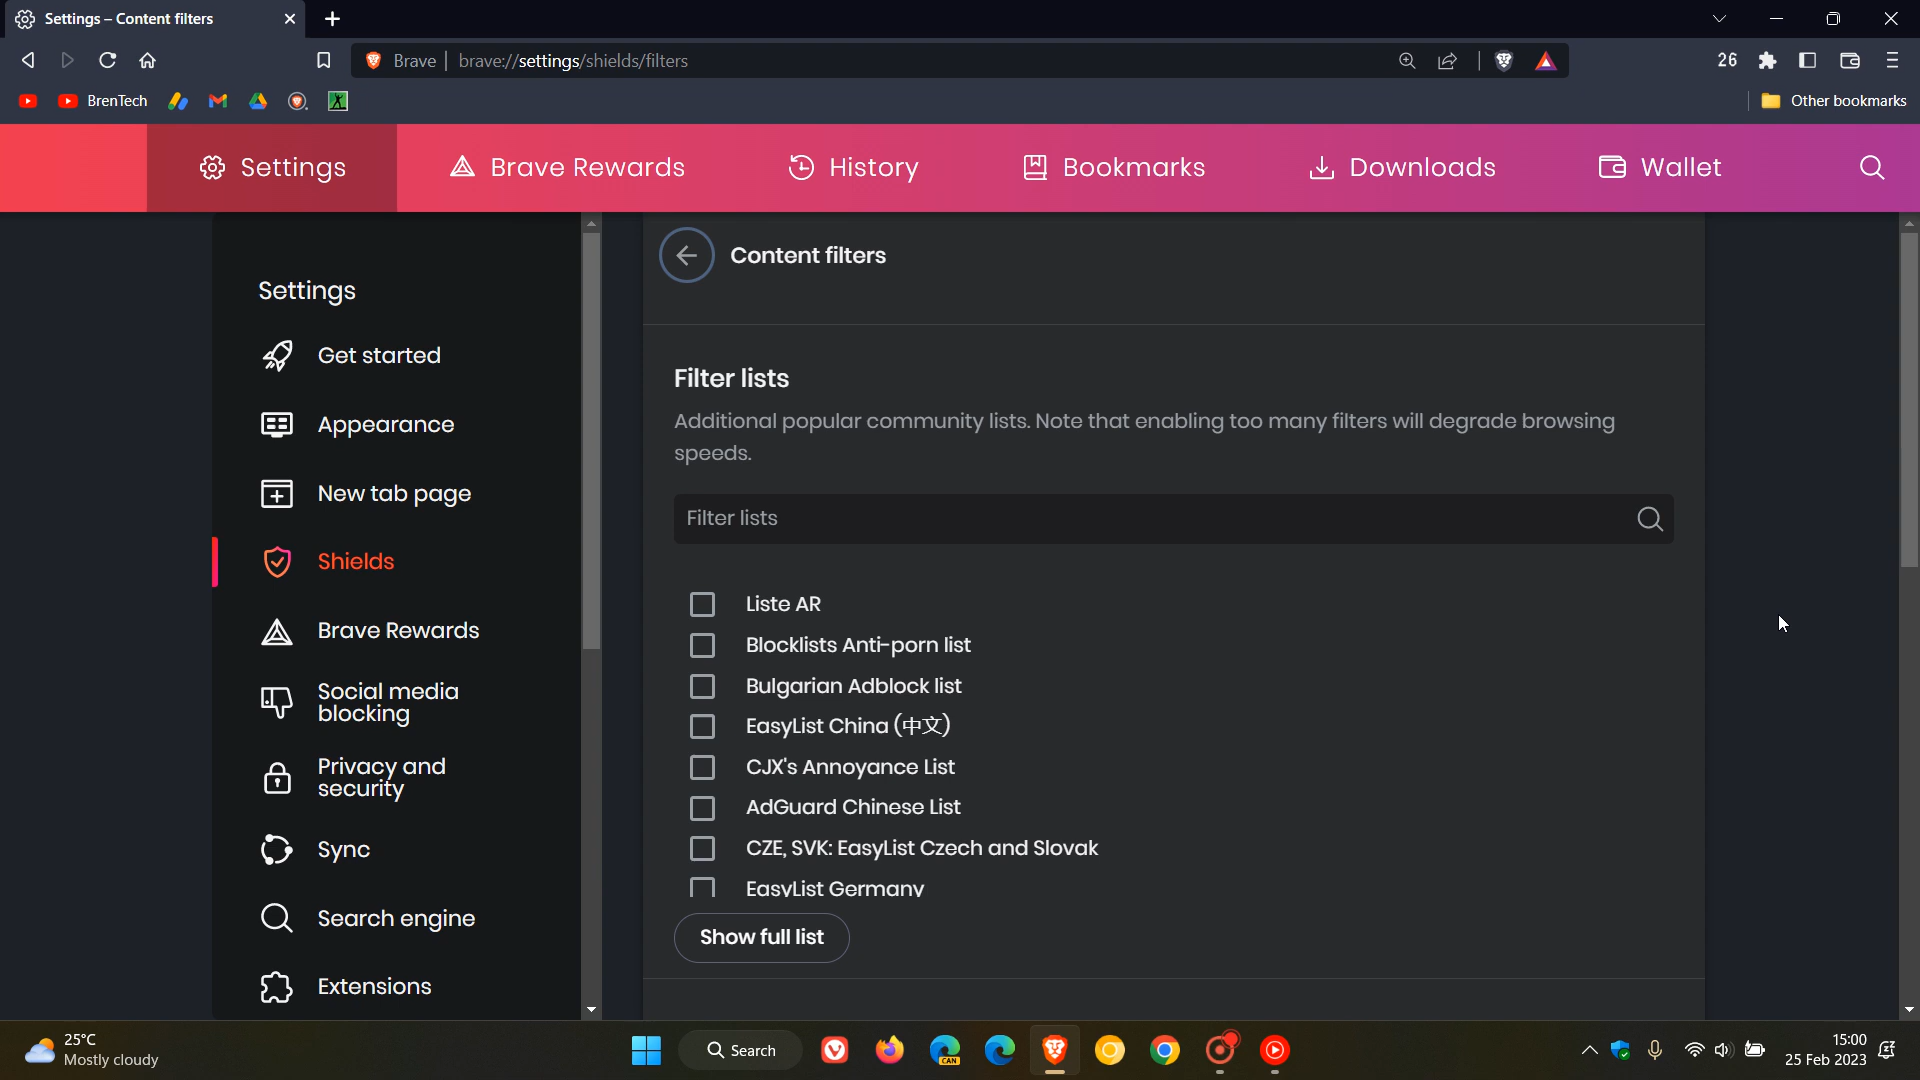 Settings – Content filters
Brave
brave://settings/shields/filters
26
BrenTech
Other bookmarks
Settings
Brave Rewards
History
Bookmarks
Downloads
Wallet
Settings
Get started
Appearance
New tab page
Shields
Brave Rewards
Social media
blocking
Privacy and
security
Sync
Search engine
Extensions
Content filters
Filter lists
Additional popular community lists. Note that enabling too many filters will degrade browsing
speeds.
Filter lists
Liste AR
Blocklists Anti-porn list
Bulgarian Adblock list
EasyList China (中文)
CJX's Annoyance List
AdGuard Chinese List
CZE, SVK: EasyList Czech and Slovak
EasyList Germany
Show full list
25°C
Mostly cloudy
Search
CAN
15:00
25 Feb 2023